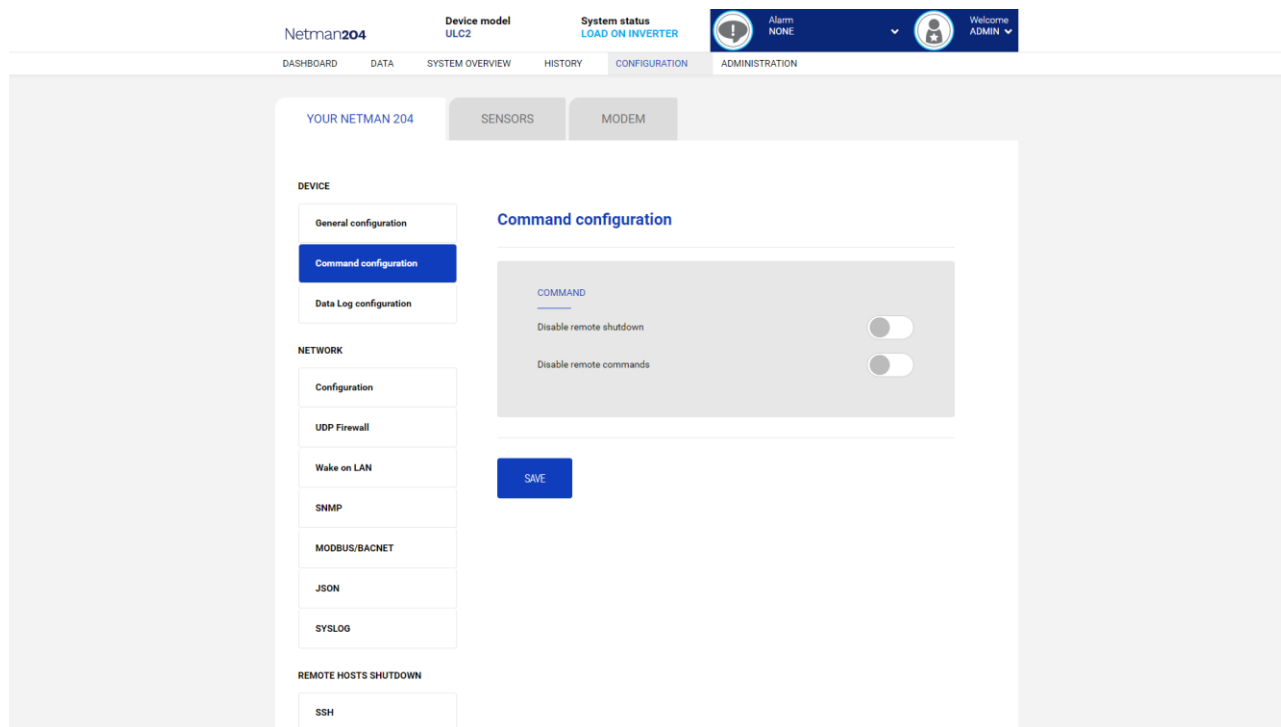 Netman204
Device model
ULC2
System status
LOAD ON INVERTER
Alarm
NONE
Welcome
ADMIN
DASHBOARD DATA SYSTEM OVERVIEW HISTORY CONFIGURATION ADMINISTRATION
YOUR NETMAN 204 SENSORS MODEM
DEVICE
General configuration
Command configuration
Data Log configuration
NETWORK
Configuration
UDP Firewall
Wake on LAN
SNMP
MODBUS/BACNET
JSON
SYSLOG
REMOTE HOSTS SHUTDOWN
SSH
Command configuration
COMMAND
Disable remote shutdown
Disable remote commands
SAVE